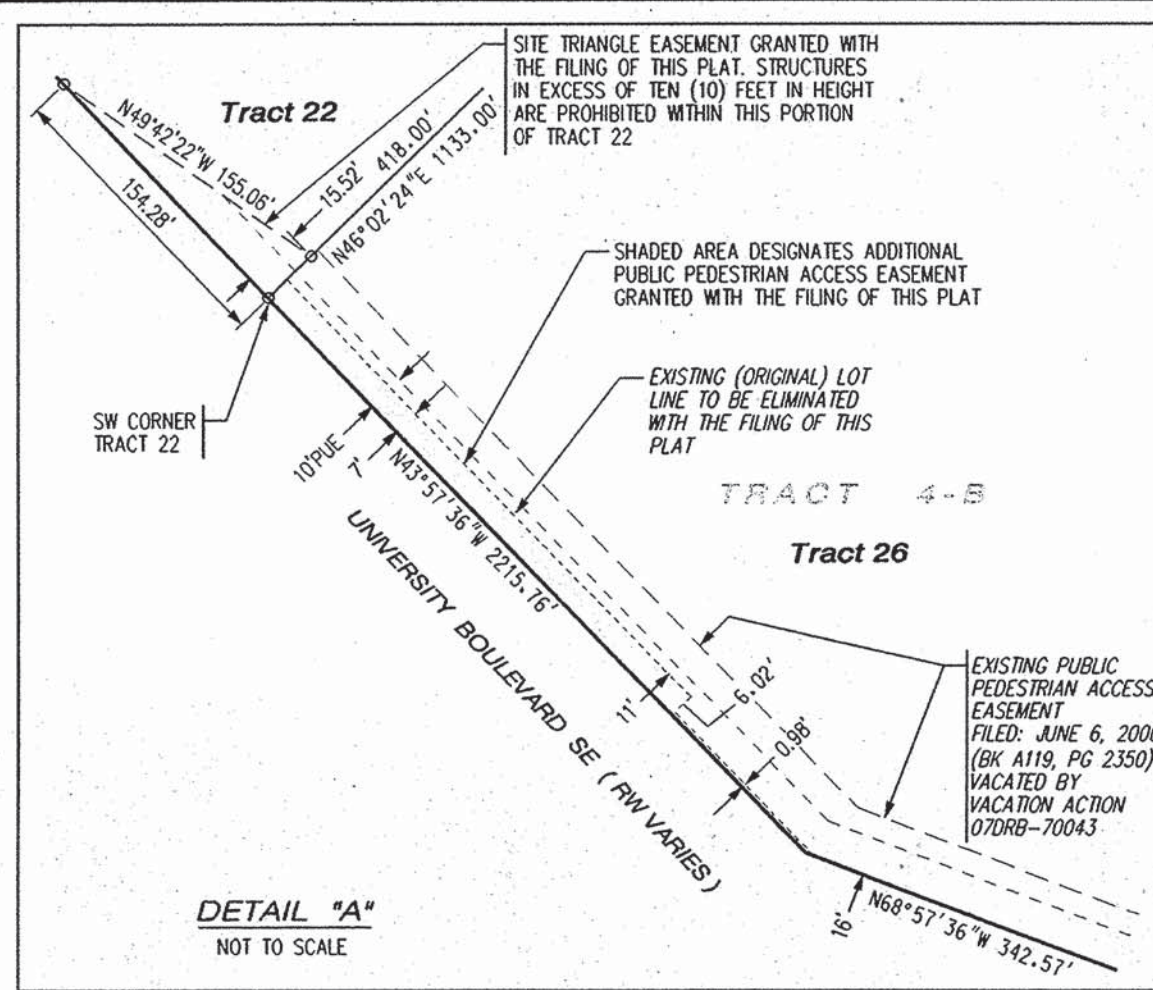 SITE TRIANGLE EASEMENT GRANTED WITH
THE FILING OF THIS PLAT. STRUCTURES
IN EXCESS OF TEN (10) FEET IN HEIGHT
ARE PROHIBITED WITHIN THIS PORTION
OF TRACT 22
Tract 22
N49°42'22"W 155.06'
154.28'
15.52'
418.00'
N46°02'24"E 1133.00'
SHADED AREA DESIGNATES ADDITIONAL
PUBLIC PEDESTRIAN ACCESS EASEMENT
GRANTED WITH THE FILING OF THIS PLAT
EXISTING (ORIGINAL) LOT
LINE TO BE ELIMINATED
WITH THE FILING OF THIS
PLAT
SW CORNER
TRACT 22
10'PUE
7'
N43°57'36"W 2215.76'
TRACT 4-B
Tract 26
UNIVERSITY BOULEVARD SE (RW VARIES)
11'
6.02'
0.98'
EXISTING PUBLIC
PEDESTRIAN ACCESS
EASEMENT
FILED: JUNE 6, 2006
(BK A119, PG 2350)
VACATED BY
VACATION ACTION
07DRB-70043
16'
N68°57'36"W 342.57'
DETAIL "A"
NOT TO SCALE